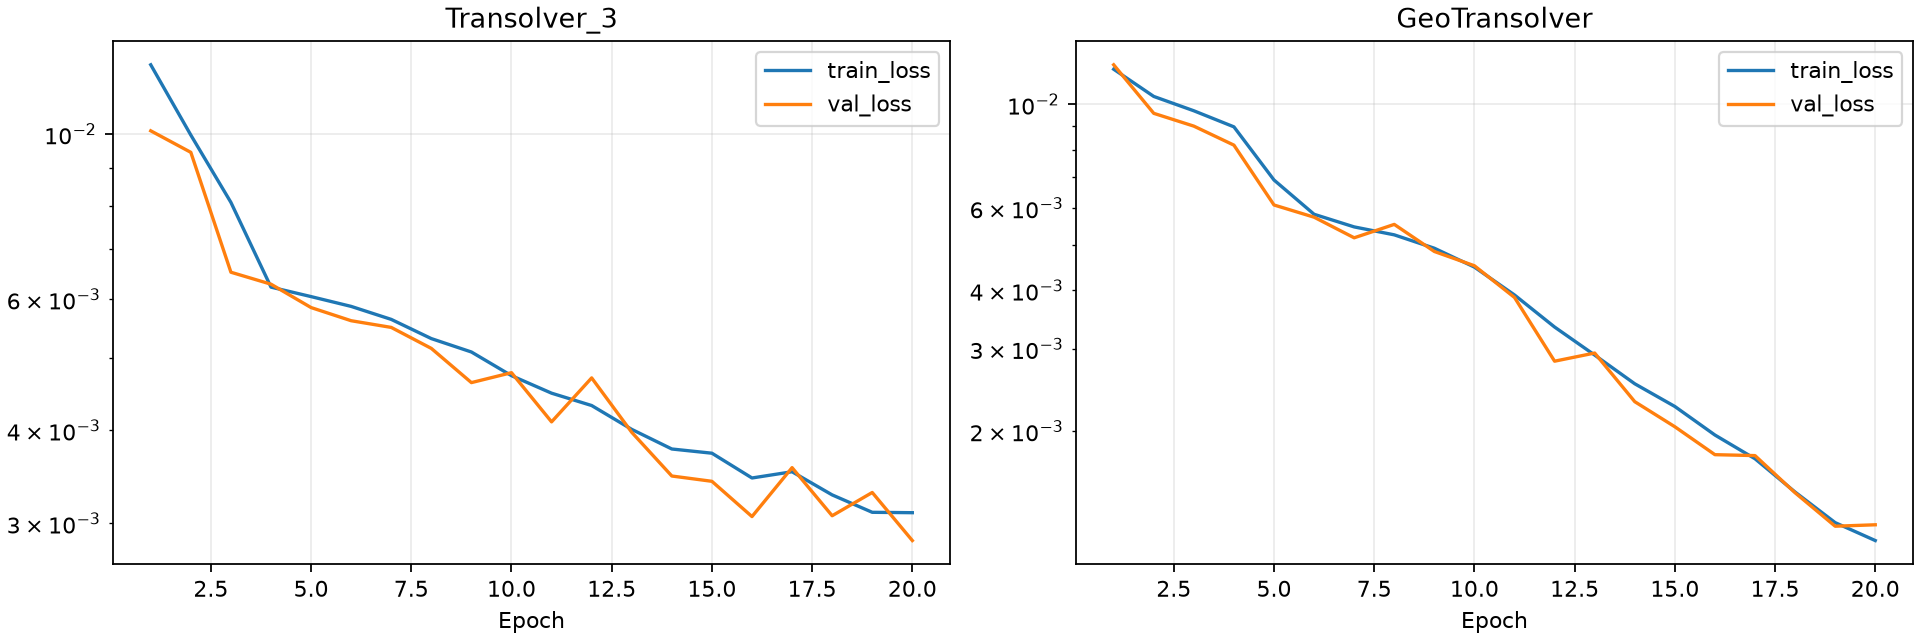 Transolver_3
train_loss
val_loss
10⁻²
6 × 10⁻³
4 × 10⁻³
3 × 10⁻³
2.5 5.0 7.5 10.0 12.5 15.0 17.5 20.0
Epoch
GeoTransolver
train_loss
val_loss
10⁻²
6 × 10⁻³
4 × 10⁻³
3 × 10⁻³
2 × 10⁻³
2.5 5.0 7.5 10.0 12.5 15.0 17.5 20.0
Epoch